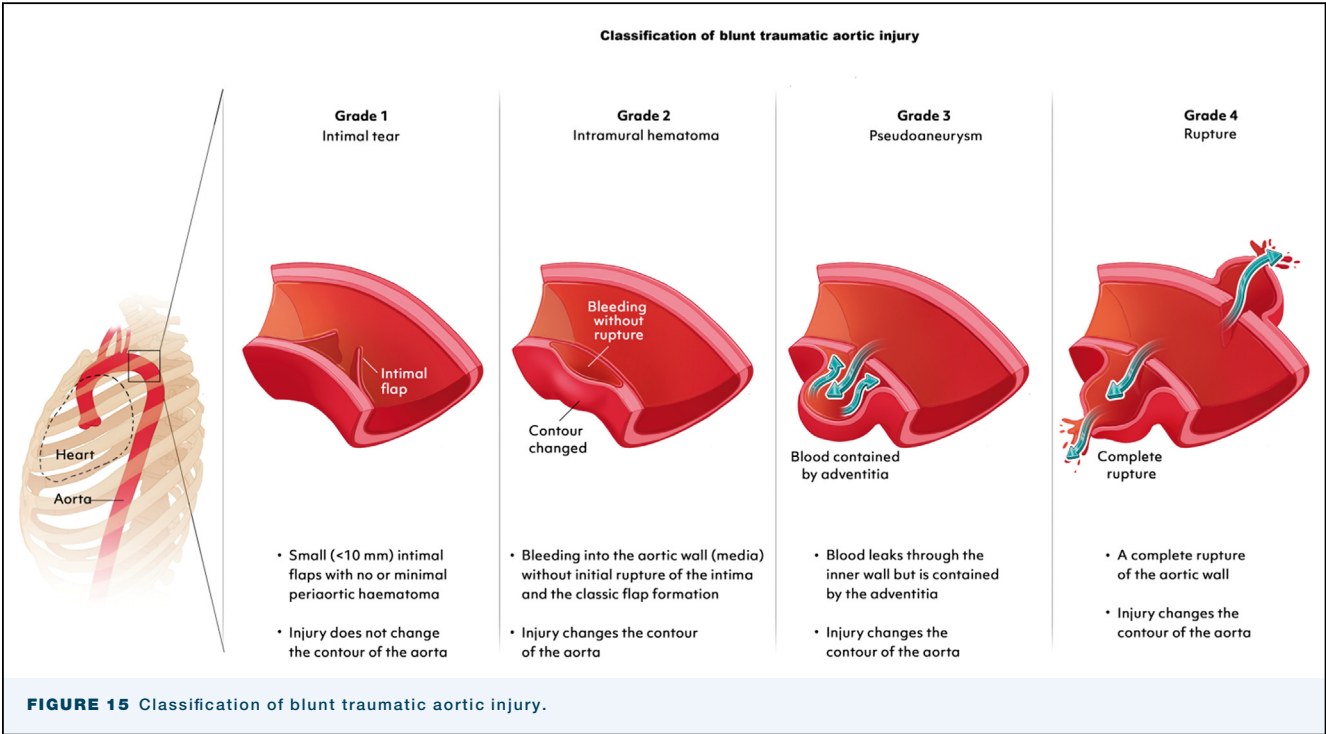 Classification of blunt traumatic aortic injury
Grade 1
Intimal tear
Intimal
flap
• Small (<10 mm) intimal
flaps with no or minimal
periaortic haematoma
• Injury does not change
the contour of the aorta
Grade 2
Intramural hematoma
Bleeding
without
rupture
Contour
changed
• Bleeding into the aortic wall (media)
without initial rupture of the intima
and the classic flap formation
• Injury changes the contour
of the aorta
Grade 3
Pseudoaneurysm
Blood contained
by adventitia
• Blood leaks through the
inner wall but is contained
by the adventitia
• Injury changes the
contour of the aorta
Grade 4
Rupture
Complete
rupture
• A complete rupture
of the aortic wall
• Injury changes the
contour of the aorta
Heart
Aorta
FIGURE 15 Classification of blunt traumatic aortic injury.